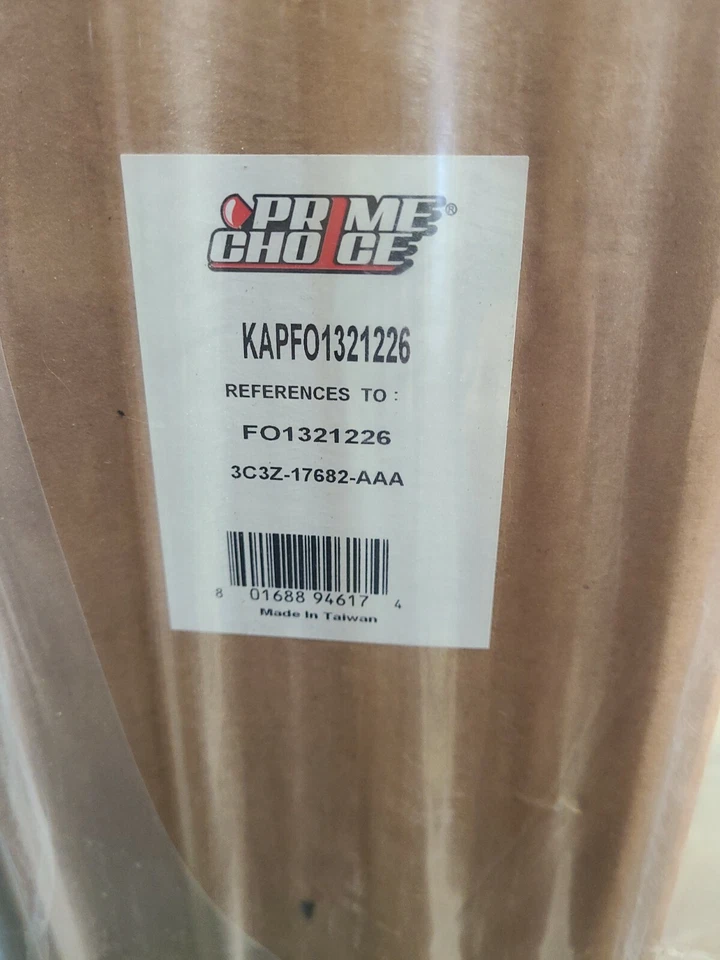 PRIME
CHOICE®
KAPFO1321226
REFERENCES TO :
FO1321226
3C3Z-17682-AAA
8 01688 94617 4
Made In Taiwan